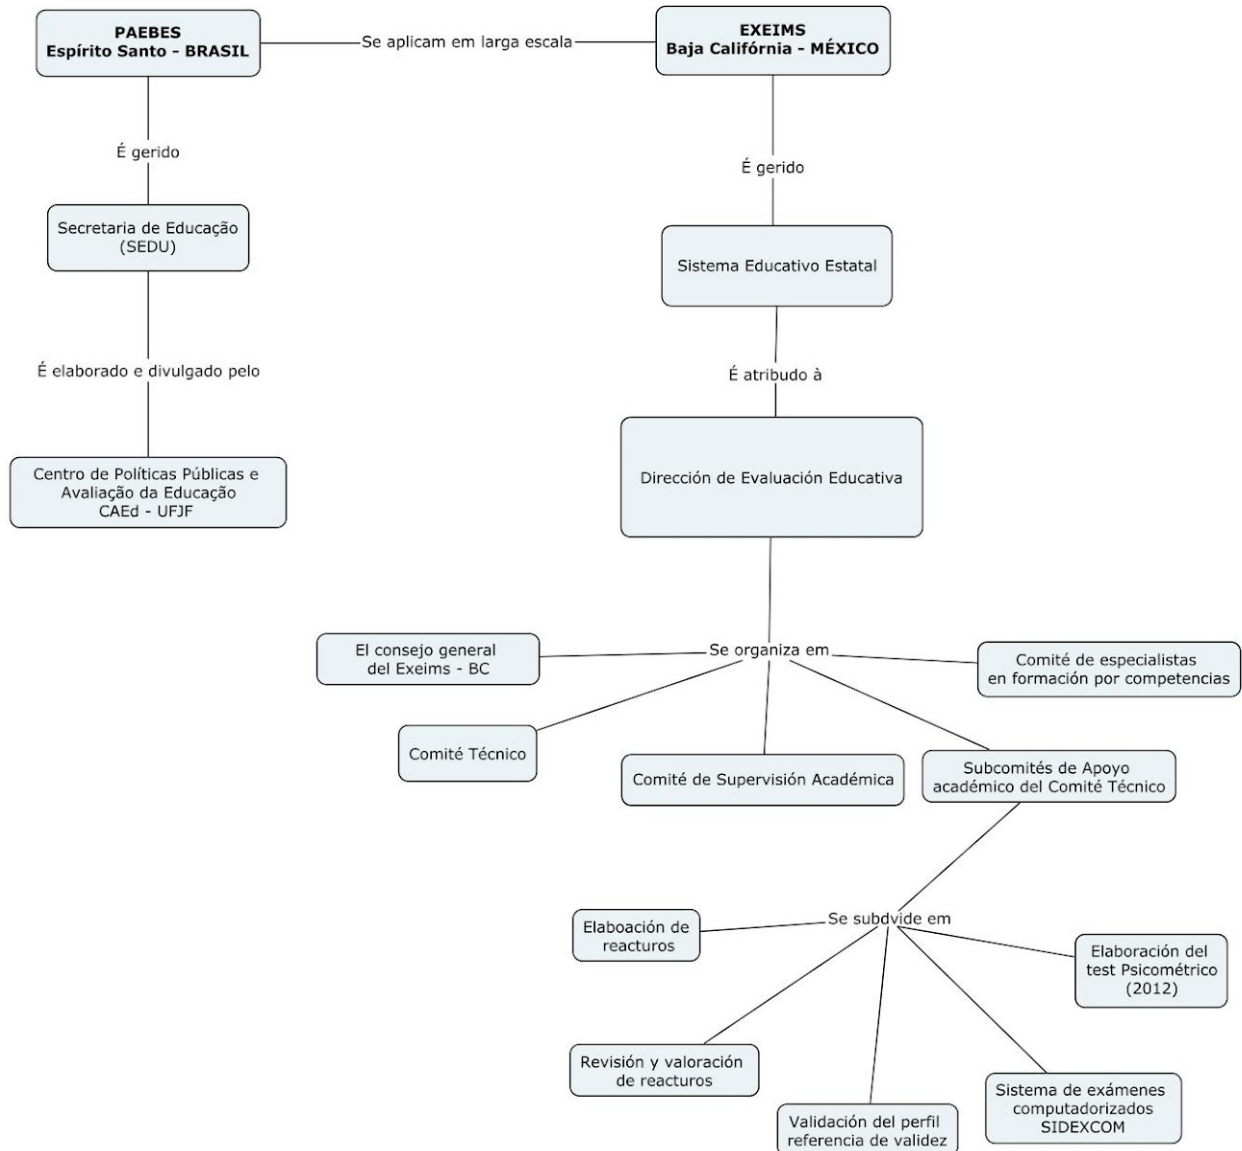 PAEBES
Espírito Santo - BRASIL
Se aplicam em larga escala
EXEIMS
Baja Califórnia - MÉXICO
É gerido
É gerido
Secretaria de Educação
(SEDU)
Sistema Educativo Estatal
É elaborado e divulgado pelo
É atribudo à
Centro de Políticas Públicas e
Avaliação da Educação
CAEd - UFJF
Dirección de Evaluación Educativa
Se organiza em
El consejo general
del Exeims - BC
Comité de especialistas
en formación por competencias
Comité Técnico
Comité de Supervisión Académica
Subcomités de Apoyo
académico del Comité Técnico
Se subdvide em
Elaboación de
reacturos
Elaboración del
test Psicométrico
(2012)
Revisión y valoración
de reacturos
Validación del perfil
referencia de validez
Sistema de exámenes
computadorizados
SIDEXCOM